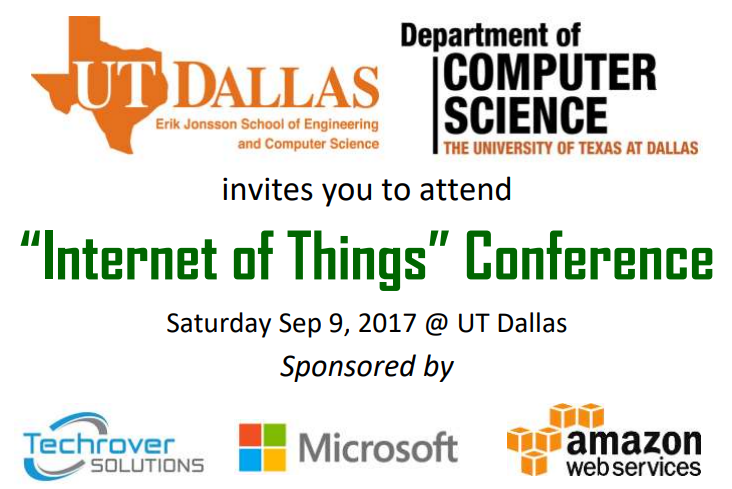 UT DALLAS
Erik Jonsson School of Engineering
and Computer Science
Department of
COMPUTER
SCIENCE
THE UNIVERSITY OF TEXAS AT DALLAS
invites you to attend
“Internet of Things” Conference
Saturday Sep 9, 2017 @ UT Dallas
Sponsored by
Techrover
SOLUTIONS
Microsoft
amazon
webservices